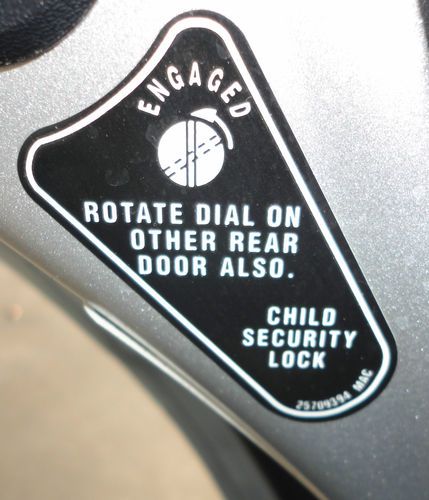 ENGAGED
ROTATE DIAL ON
OTHER REAR
DOOR ALSO.
CHILD
SECURITY
LOCK
25709394 MAC